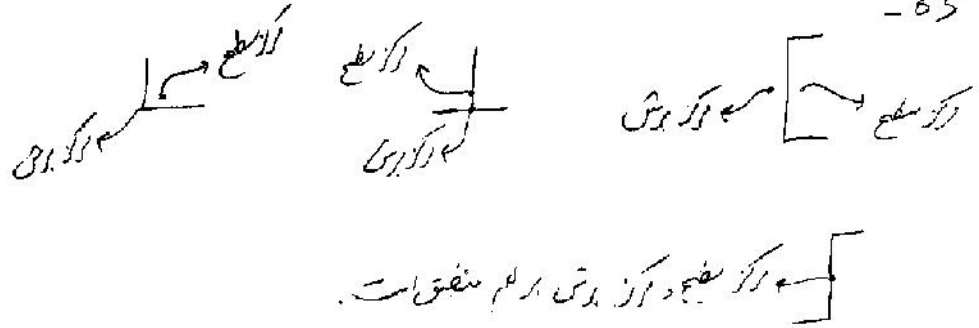 ۶۵-
مرکز سطح مرکز سطح
مرکز برش مرکز برش مرکز برش مرکز سطح
مرکز سطح و مرکز برش بر هم منطبق است.